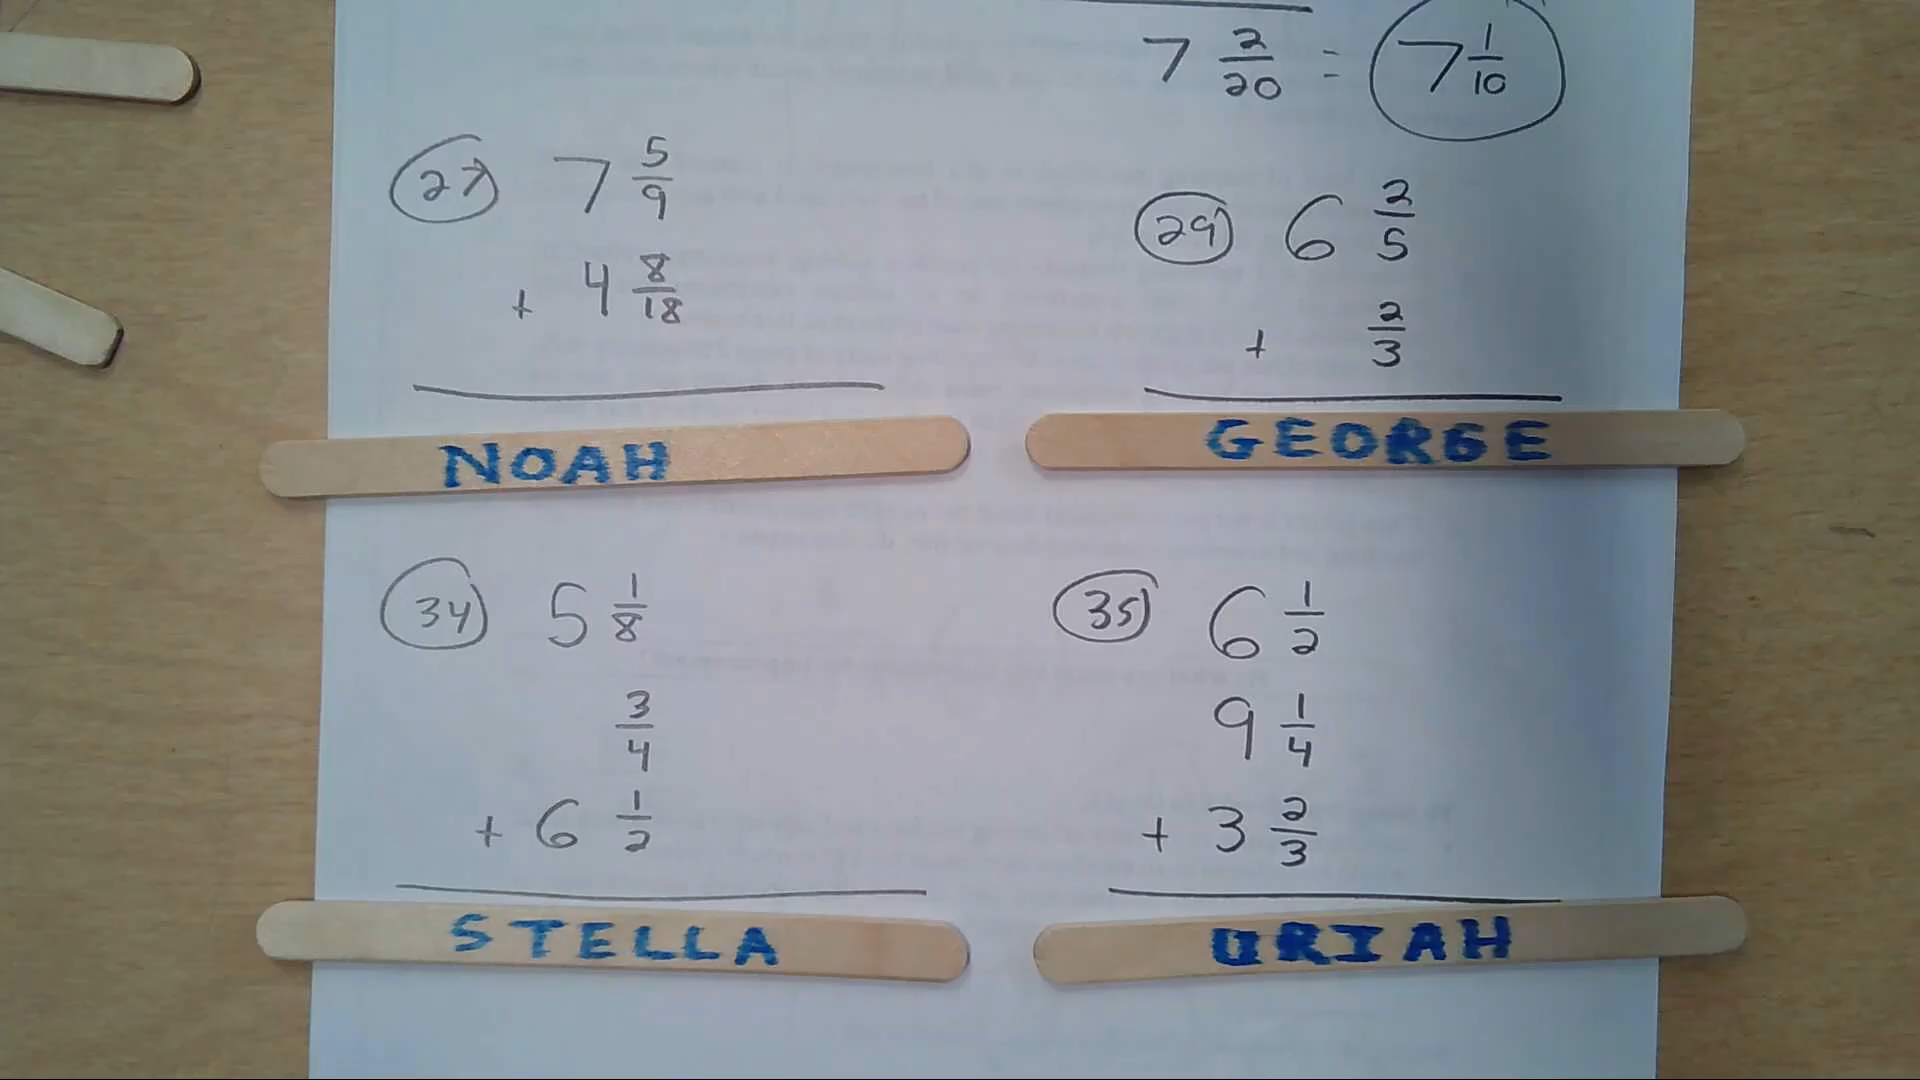 7 2/20 = 7 1/10
27 7 5/9
+ 4 8/18
NOAH
29 6 2/5
+ 2/3
GEORGE
34 5 1/8
3/4
+ 6 1/2
STELLA
35 6 1/2
9 1/4
+ 3 2/3
URIAH